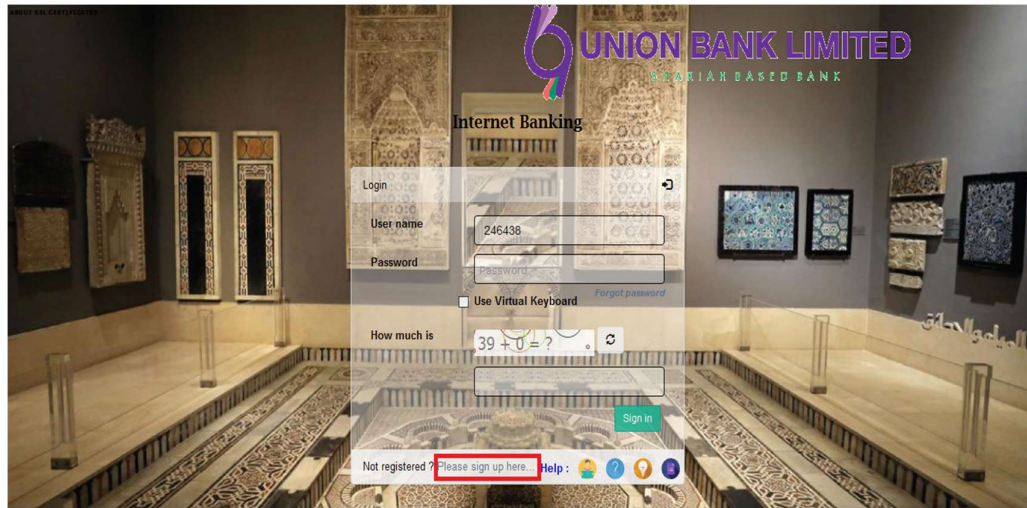 ABOUT SSL CERTIFICATES
UNION BANK LIMITED
SHARIAH BASED BANK
Internet Banking
Login
User name
246438
Password
Password
Forgot password
Use Virtual Keyboard
How much is
39 + 0 = ?
Sign in
Not registered ? Please sign up here... Help :